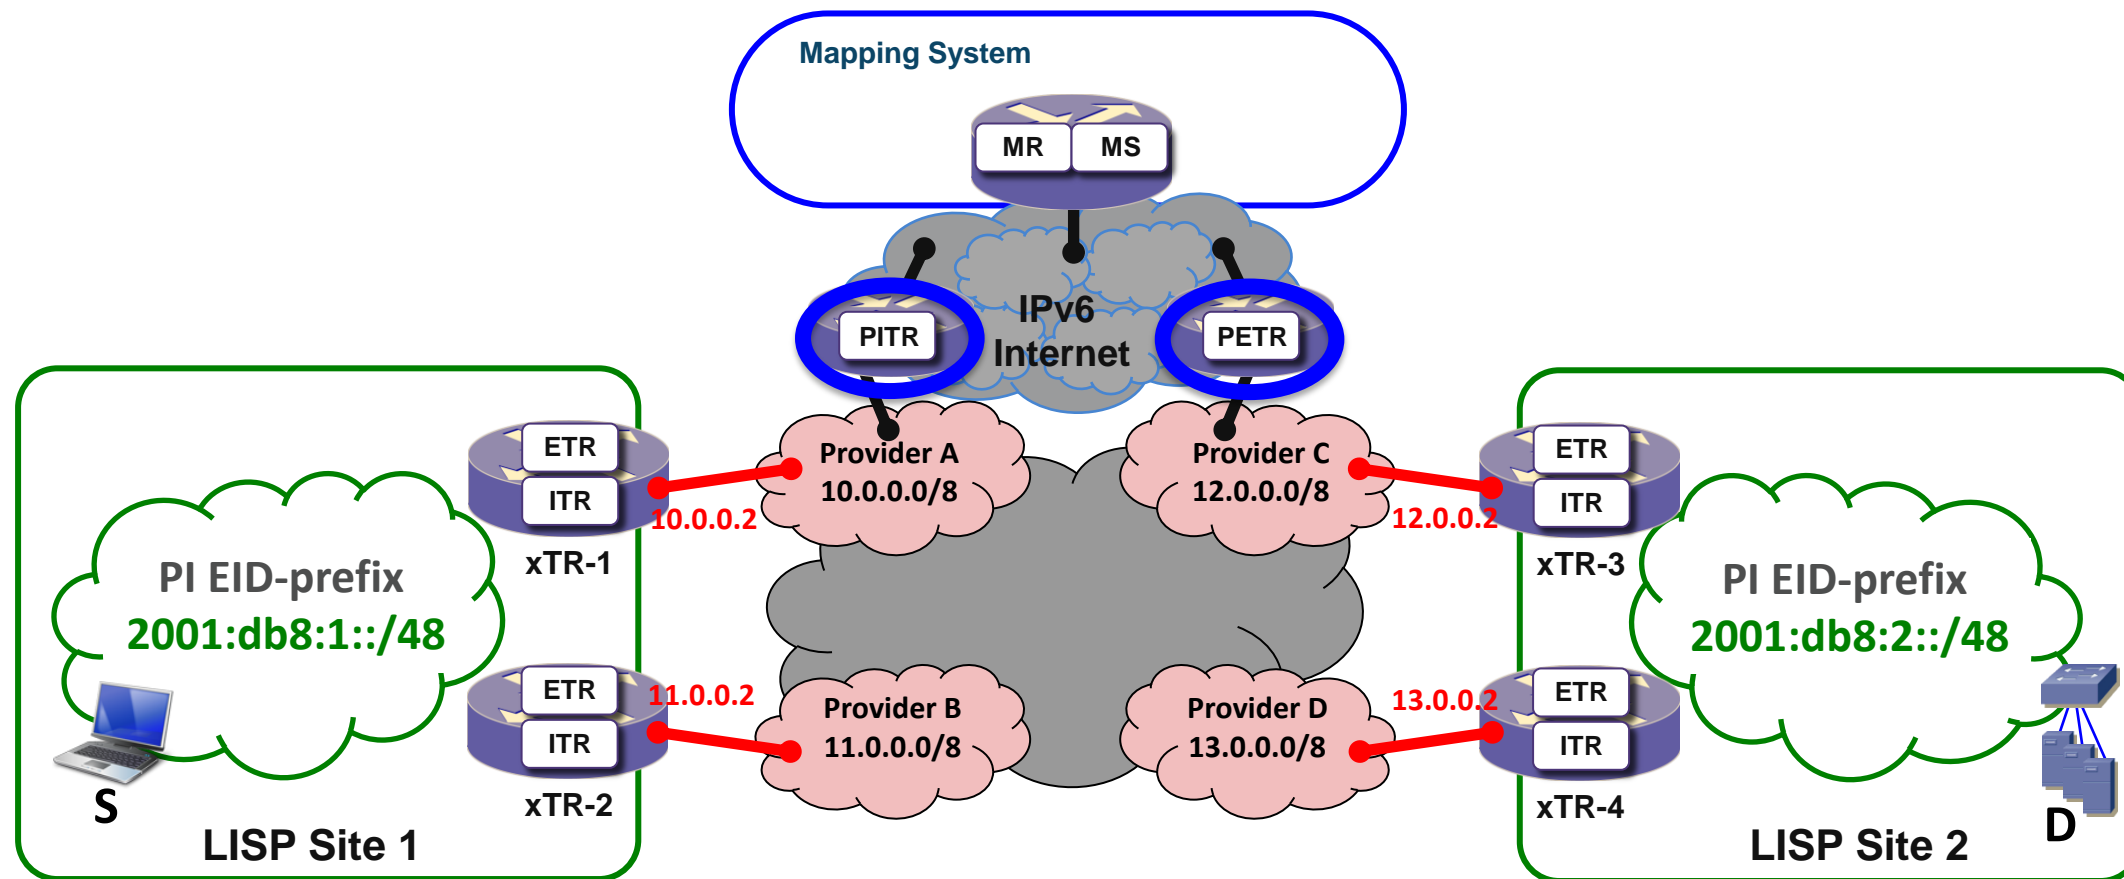 Mapping System
MR
MS
IPv6
Internet
PITR
PETR
ETR
ITR
xTR-1
10.0.0.2
Provider A
10.0.0.0/8
Provider C
12.0.0.0/8
12.0.0.2
ETR
ITR
xTR-3
PI EID-prefix
2001:db8:1::/48
PI EID-prefix
2001:db8:2::/48
ETR
ITR
xTR-2
11.0.0.2
Provider B
11.0.0.0/8
Provider D
13.0.0.0/8
13.0.0.2
ETR
ITR
xTR-4
S
D
LISP Site 1
LISP Site 2